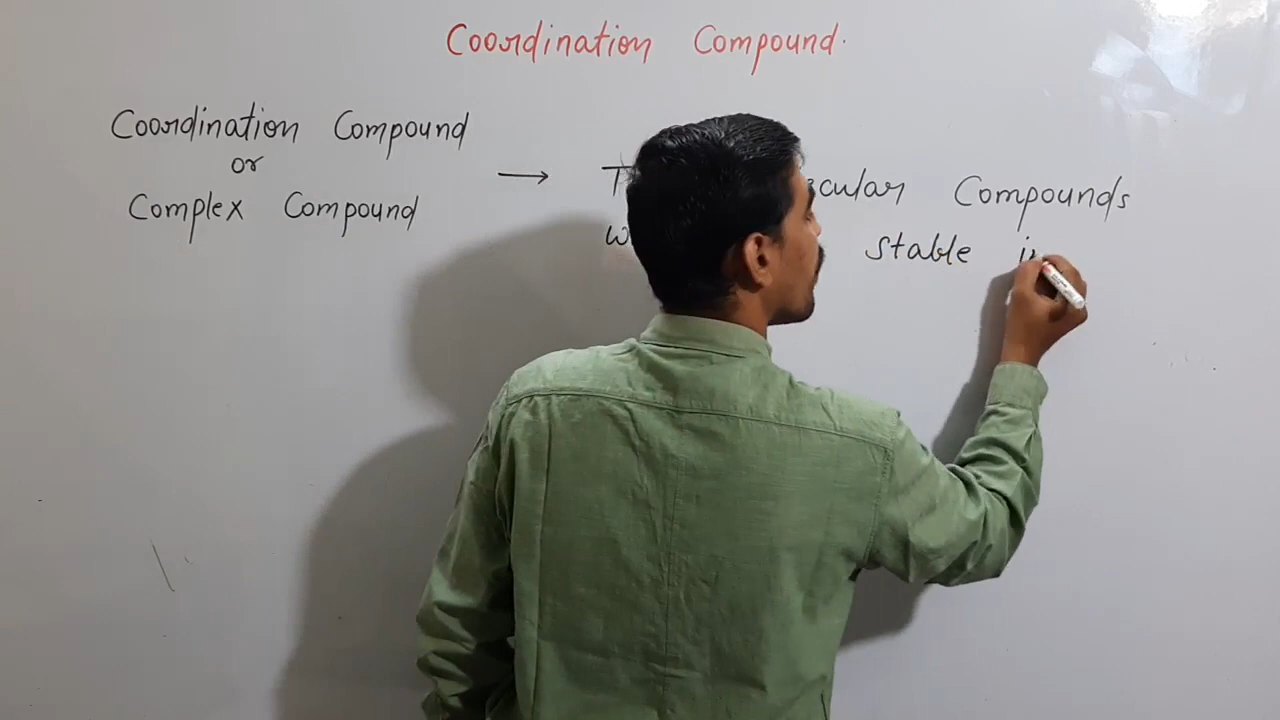 Coordination Compound.
Coordination Compound
or
Complex Compound
→ Compounds
stable